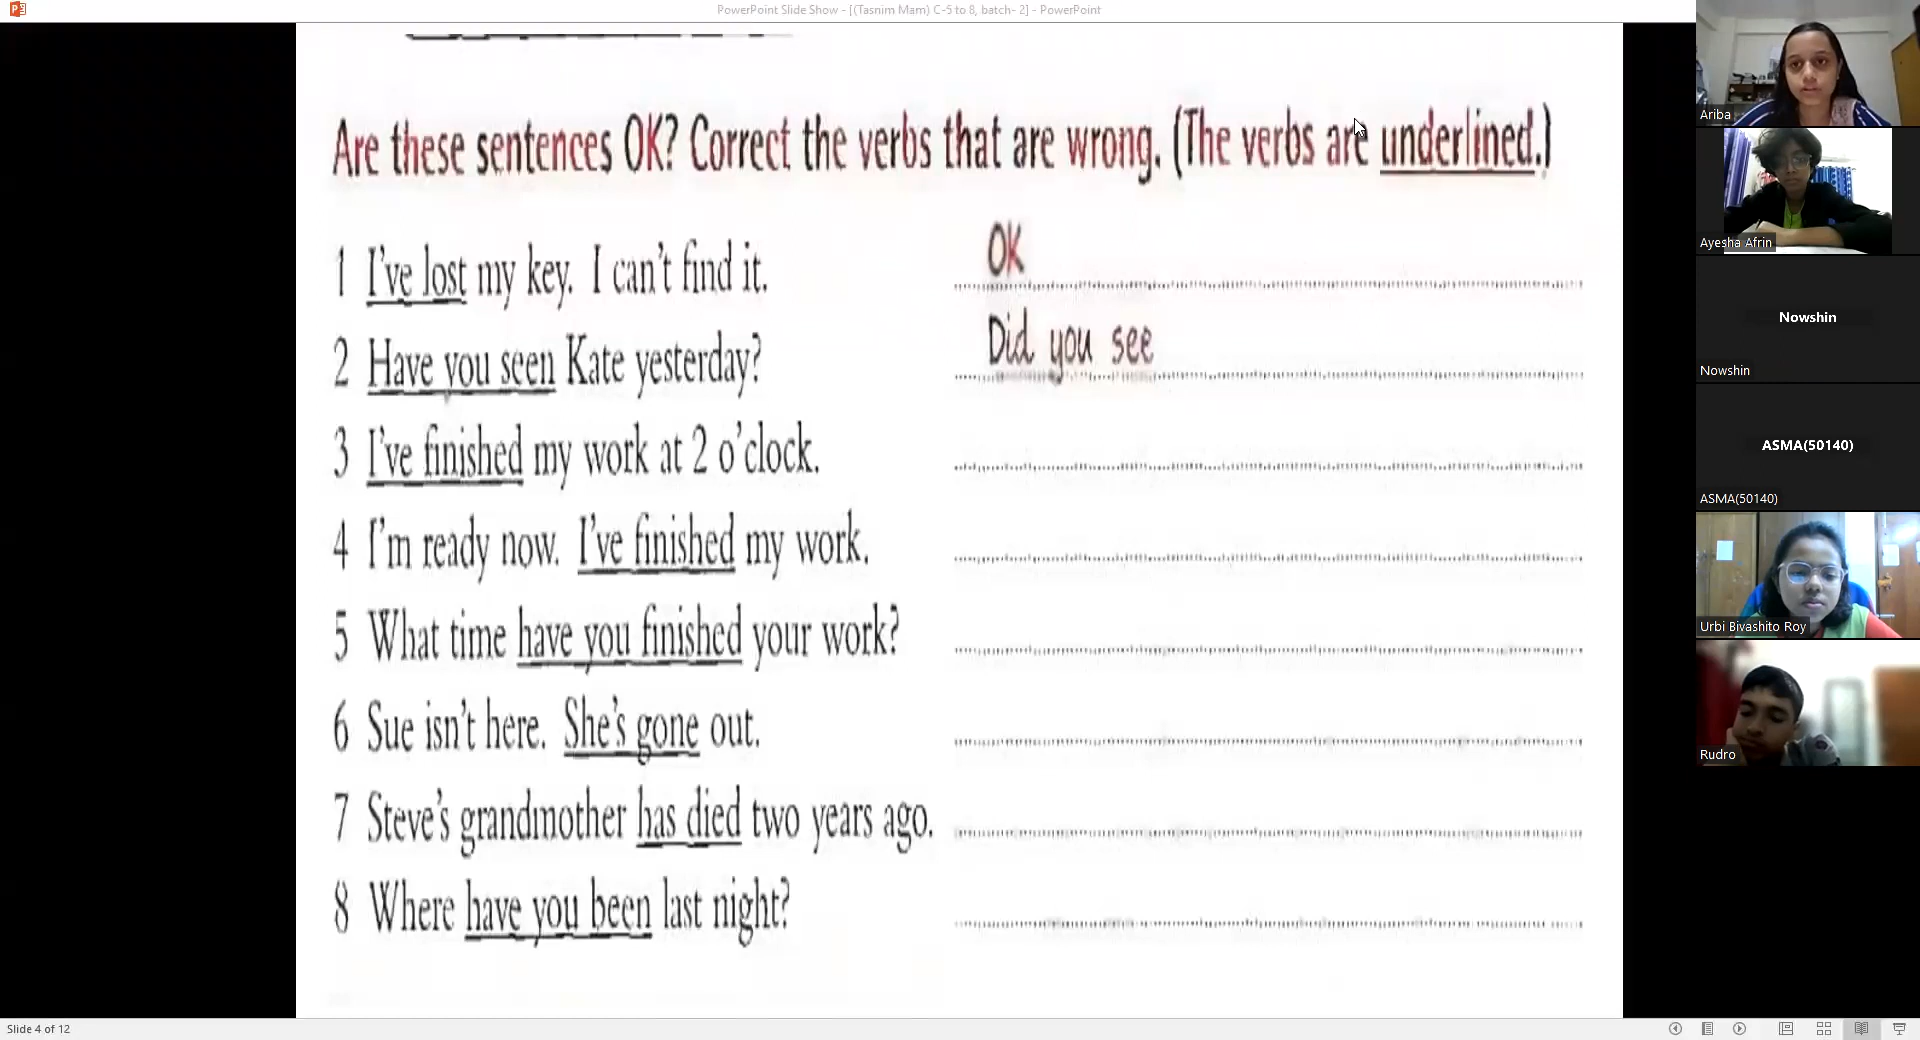 PowerPoint Slide Show - [(Tasnim Mam) C-5 to 8, batch- 2] - PowerPoint
Are these sentences OK? Correct the verbs that are wrong. (The verbs are underlined.)
1 I've lost my key. I can't find it. OK
2 Have you seen Kate yesterday? Did you see
3 I've finished my work at 2 o'clock.
4 I'm ready now. I've finished my work.
5 What time have you finished your work?
6 Sue isn't here. She's gone out.
7 Steve's grandmother has died two years ago.
8 Where have you been last night?
Ariba
Ayesha Afrin
Nowshin
Nowshin
ASMA(50140)
ASMA(50140)
Urbi Bivashito Roy
Rudro
Slide 4 of 12